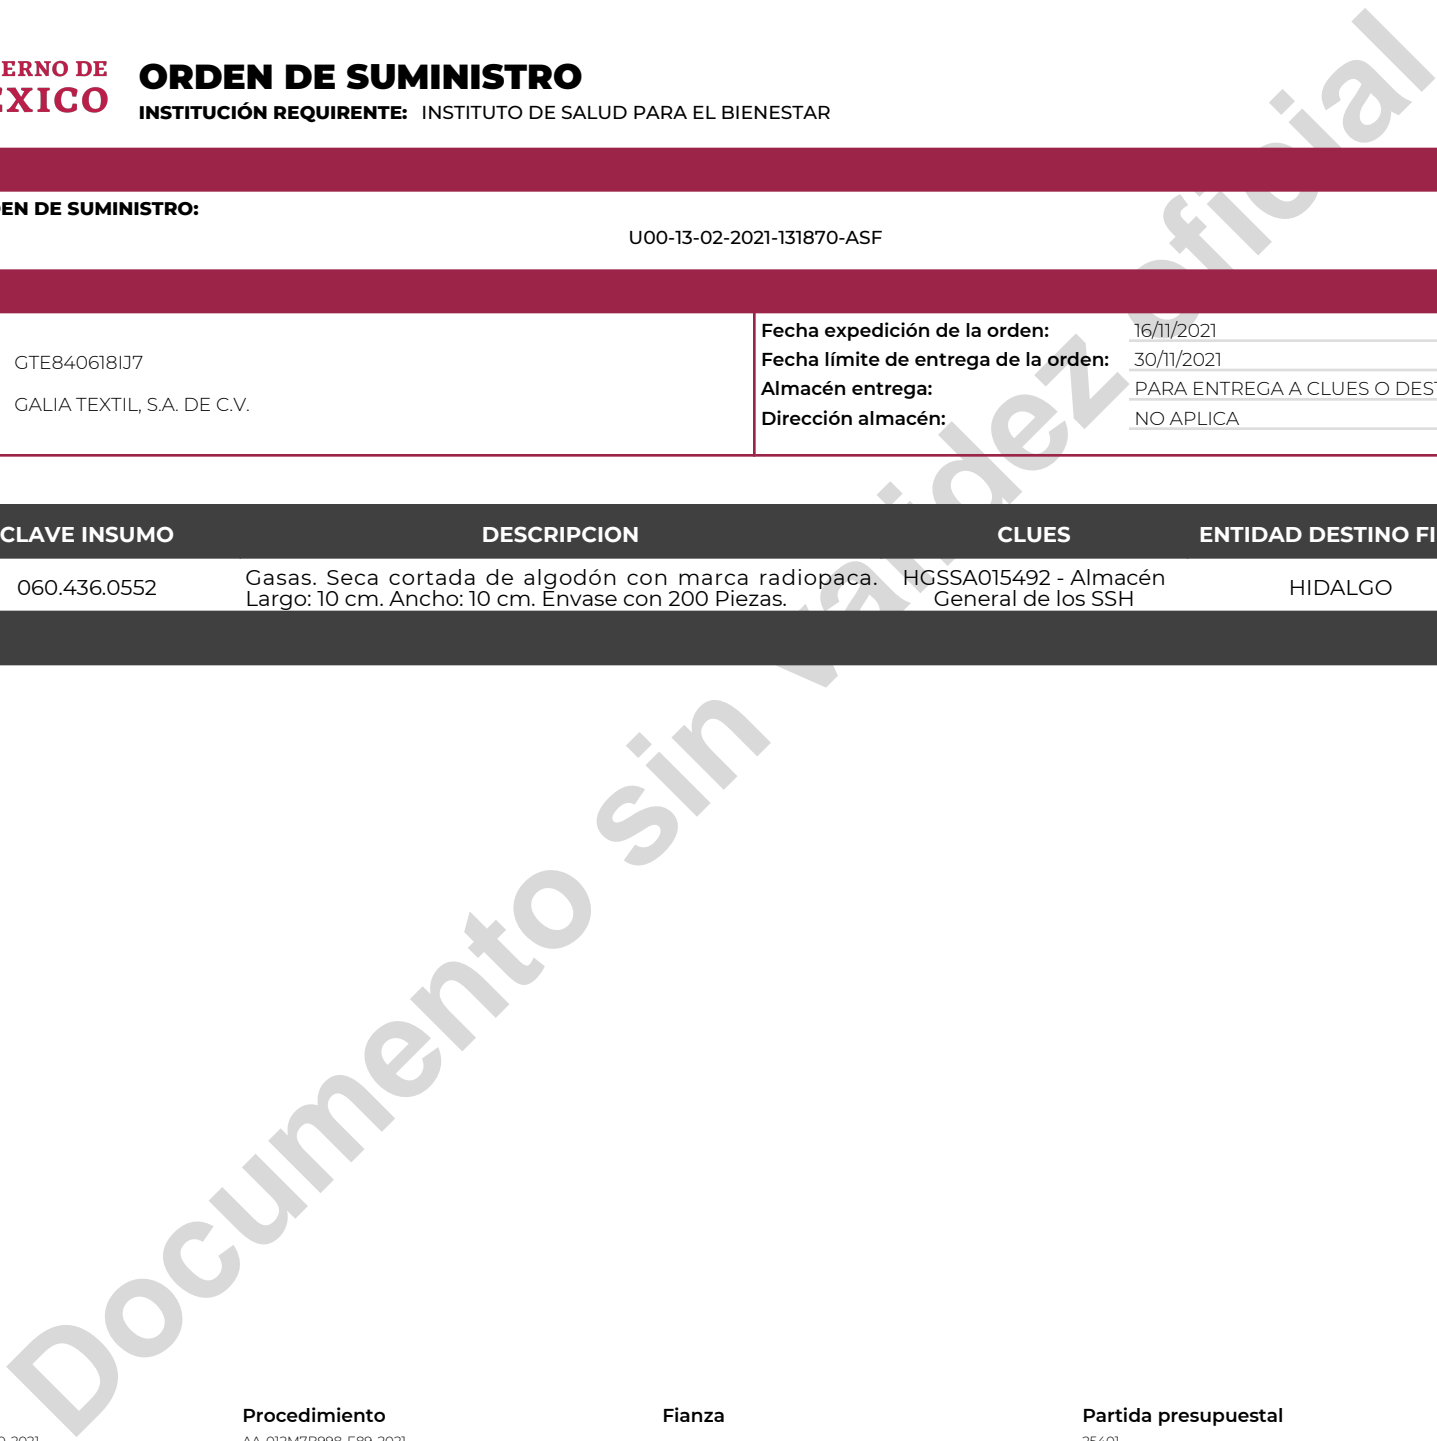 ERNO DE
EXICO
ORDEN DE SUMINISTRO
INSTITUCIÓN REQUIRENTE: INSTITUTO DE SALUD PARA EL BIENESTAR
EN DE SUMINISTRO:
U00-13-02-2021-131870-ASF
GTE840618IJ7
GALIA TEXTIL, S.A. DE C.V.
Fecha expedición de la orden: 16/11/2021
Fecha límite de entrega de la orden: 30/11/2021
Almacén entrega: PARA ENTREGA A CLUES O DEST
Dirección almacén: NO APLICA
CLAVE INSUMO DESCRIPCION CLUES ENTIDAD DESTINO FI
060.436.0552
Gasas. Seca cortada de algodón con marca radiopaca.
Largo: 10 cm. Ancho: 10 cm. Envase con 200 Piezas.
HGSSA015492 - Almacén
General de los SSH
HIDALGO
Documento sin validez oficial
Procedimiento Fianza Partida presupuestal